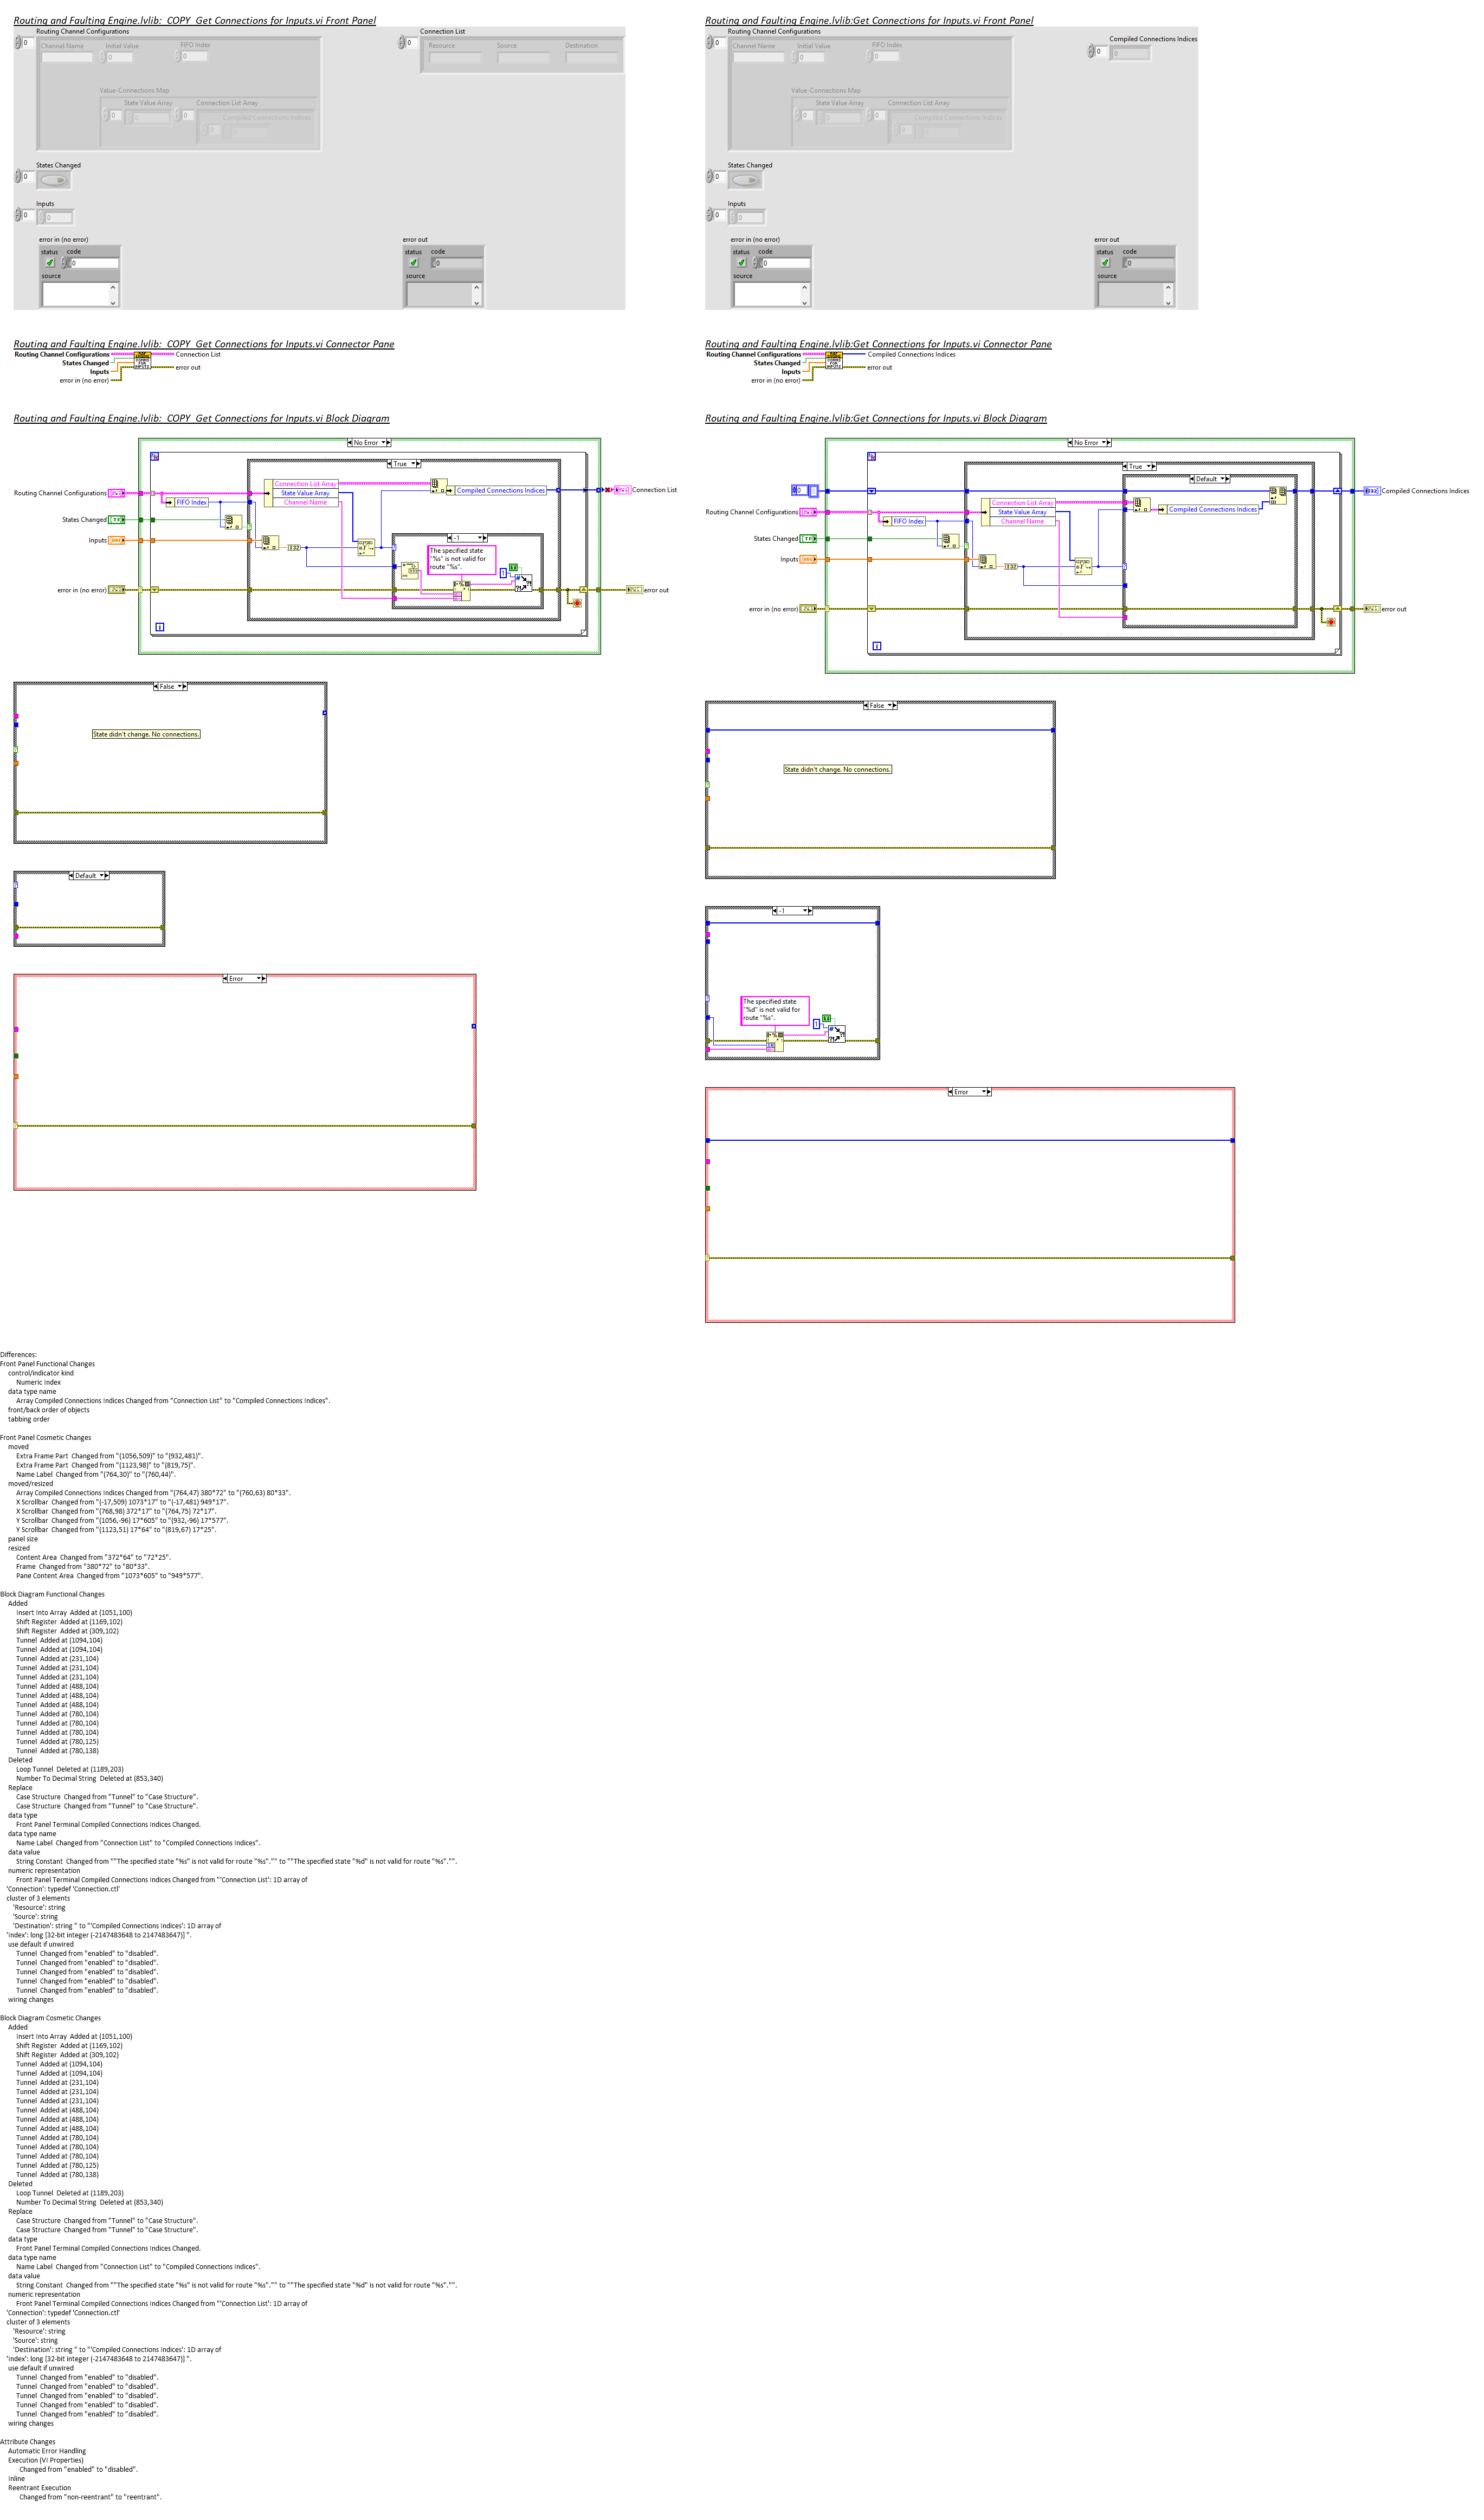 Routing and Faulting Engine.lvlib:_COPY_Get Connections for Inputs.vi Front Panel
Routing Channel Configurations
Connection List
0
Channel Name
Initial Value
FIFO Index
0
0
0
Resource
Source
Destination
Value-Connections Map
State Value Array
Connection List Array
0
0
0
Compiled Connections Indices
0
0
States Changed
0
Inputs
0
0
error in (no error)
status
code
0
source
error out
status
code
0
source
Routing and Faulting Engine.lvlib:Get Connections for Inputs.vi Front Panel
Routing Channel Configurations
Compiled Connections Indices
0
Channel Name
Initial Value
FIFO Index
0
0
0
0
Value-Connections Map
State Value Array
Connection List Array
0
0
0
Compiled Connections Indices
0
0
States Changed
0
Inputs
0
0
error in (no error)
status
code
0
source
error out
status
code
0
source
Routing and Faulting Engine.lvlib:_COPY_Get Connections for Inputs.vi Connector Pane
Routing Channel Configurations
States Changed
Inputs
error in (no error)
Connection List
error out
Routing and Faulting Engine.lvlib:Get Connections for Inputs.vi Connector Pane
Routing Channel Configurations
States Changed
Inputs
error in (no error)
Compiled Connections Indices
error out
Routing and Faulting Engine.lvlib:_COPY_Get Connections for Inputs.vi Block Diagram
No Error
True
Routing Channel Configurations
FIFO Index
Connection List Array
State Value Array
Channel Name
Compiled Connections Indices
Connection List
States Changed
Inputs
I32
-1
The specified state
"%s" is not valid for
route "%s".
1
error in (no error)
error out
i
False
State didn't change. No connections.
Default
Error
Routing and Faulting Engine.lvlib:Get Connections for Inputs.vi Block Diagram
No Error
True
Default
0
Compiled Connections Indices
Routing Channel Configurations
FIFO Index
Connection List Array
State Value Array
Channel Name
Compiled Connections Indices
States Changed
Inputs
I32
error in (no error)
error out
i
False
State didn't change. No connections.
-1
The specified state
"%d" is not valid for
route "%s".
1
Error
Differences:
Front Panel Functional Changes
control/indicator kind
Numeric Index
data type name
Array Compiled Connections Indices Changed from "Connection List" to "Compiled Connections Indices".
front/back order of objects
tabbing order
Front Panel Cosmetic Changes
moved
Extra Frame Part  Changed from "(1056,509)" to "(932,481)".
Extra Frame Part  Changed from "(1123,98)" to "(819,75)".
Name Label  Changed from "(764,30)" to "(760,44)".
moved/resized
Array Compiled Connections Indices Changed from "(764,47) 380*72" to "(760,63) 80*33".
X Scrollbar  Changed from "(-17,509) 1073*17" to "(-17,481) 949*17".
X Scrollbar  Changed from "(768,98) 372*17" to "(764,75) 72*17".
Y Scrollbar  Changed from "(1056,-96) 17*605" to "(932,-96) 17*577".
Y Scrollbar  Changed from "(1123,51) 17*64" to "(819,67) 17*25".
panel size
resized
Content Area  Changed from "372*64" to "72*25".
Frame  Changed from "380*72" to "80*33".
Pane Content Area  Changed from "1073*605" to "949*577".
Block Diagram Functional Changes
Added
Insert Into Array  Added at (1051,100)
Shift Register  Added at (1169,102)
Shift Register  Added at (309,102)
Tunnel  Added at (1094,104)
Tunnel  Added at (1094,104)
Tunnel  Added at (231,104)
Tunnel  Added at (231,104)
Tunnel  Added at (231,104)
Tunnel  Added at (488,104)
Tunnel  Added at (488,104)
Tunnel  Added at (488,104)
Tunnel  Added at (780,104)
Tunnel  Added at (780,104)
Tunnel  Added at (780,104)
Tunnel  Added at (780,125)
Tunnel  Added at (780,138)
Deleted
Loop Tunnel  Deleted at (1189,203)
Number To Decimal String  Deleted at (853,340)
Replace
Case Structure  Changed from "Tunnel" to "Case Structure".
Case Structure  Changed from "Tunnel" to "Case Structure".
data type
Front Panel Terminal Compiled Connections Indices Changed.
data type name
Name Label  Changed from "Connection List" to "Compiled Connections Indices".
data value
String Constant  Changed from ""The specified state "%s" is not valid for route "%s"."" to ""The specified state "%d" is not valid for route "%s"."".
numeric representation
Front Panel Terminal Compiled Connections Indices Changed from "'Connection List': 1D array of
'Connection': typedef 'Connection.ctl'
cluster of 3 elements
'Resource': string
'Source': string
'Destination': string " to "'Compiled Connections Indices': 1D array of
'Index': long [32-bit integer (-2147483648 to 2147483647)] ".
use default if unwired
Tunnel  Changed from "enabled" to "disabled".
Tunnel  Changed from "enabled" to "disabled".
Tunnel  Changed from "enabled" to "disabled".
Tunnel  Changed from "enabled" to "disabled".
Tunnel  Changed from "enabled" to "disabled".
wiring changes
Block Diagram Cosmetic Changes
Added
Insert Into Array  Added at (1051,100)
Shift Register  Added at (1169,102)
Shift Register  Added at (309,102)
Tunnel  Added at (1094,104)
Tunnel  Added at (1094,104)
Tunnel  Added at (231,104)
Tunnel  Added at (231,104)
Tunnel  Added at (231,104)
Tunnel  Added at (488,104)
Tunnel  Added at (488,104)
Tunnel  Added at (488,104)
Tunnel  Added at (780,104)
Tunnel  Added at (780,104)
Tunnel  Added at (780,104)
Tunnel  Added at (780,125)
Tunnel  Added at (780,138)
Deleted
Loop Tunnel  Deleted at (1189,203)
Number To Decimal String  Deleted at (853,340)
Replace
Case Structure  Changed from "Tunnel" to "Case Structure".
Case Structure  Changed from "Tunnel" to "Case Structure".
data type
Front Panel Terminal Compiled Connections Indices Changed.
data type name
Name Label  Changed from "Connection List" to "Compiled Connections Indices".
data value
String Constant  Changed from ""The specified state "%s" is not valid for route "%s"."" to ""The specified state "%d" is not valid for route "%s"."".
numeric representation
Front Panel Terminal Compiled Connections Indices Changed from "'Connection List': 1D array of
'Connection': typedef 'Connection.ctl'
cluster of 3 elements
'Resource': string
'Source': string
'Destination': string " to "'Compiled Connections Indices': 1D array of
'Index': long [32-bit integer (-2147483648 to 2147483647)] ".
use default if unwired
Tunnel  Changed from "enabled" to "disabled".
Tunnel  Changed from "enabled" to "disabled".
Tunnel  Changed from "enabled" to "disabled".
Tunnel  Changed from "enabled" to "disabled".
Tunnel  Changed from "enabled" to "disabled".
wiring changes
Attribute Changes
Automatic Error Handling
Execution (VI Properties)
Changed from "enabled" to "disabled".
Inline
Reentrant Execution
Changed from "non-reentrant" to "reentrant".